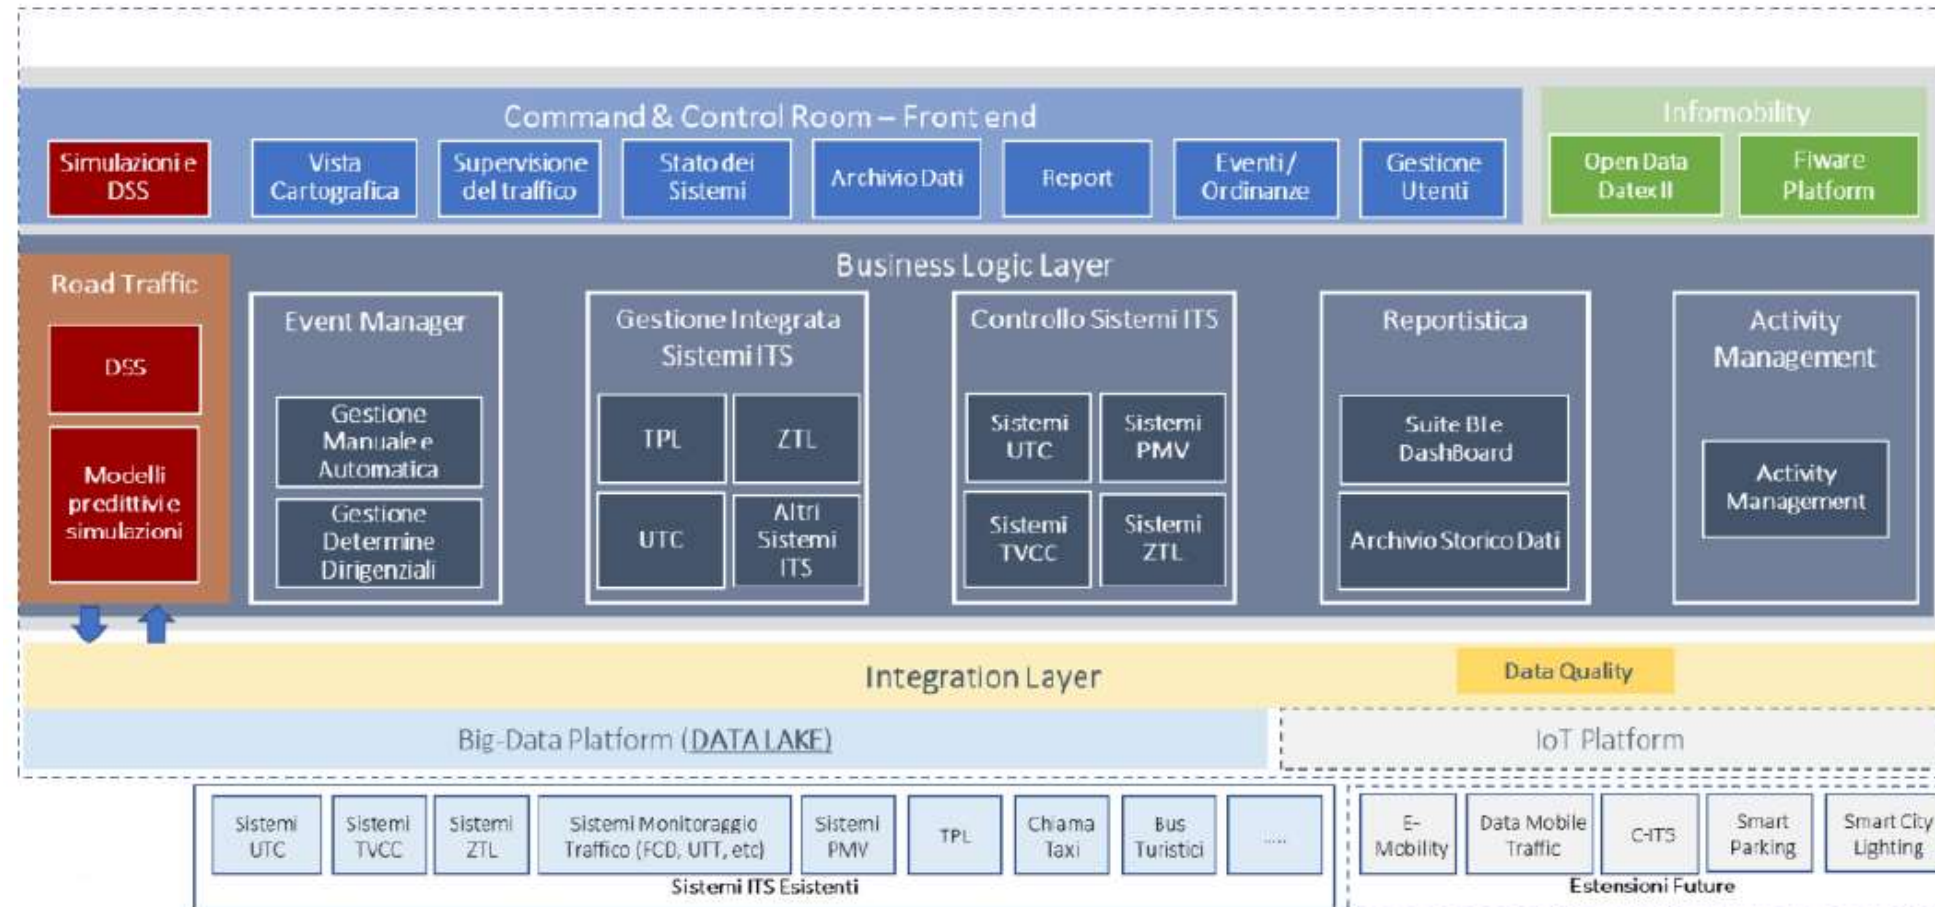 Command & Control Room – Front end
Infomobility
Simulazioni e
DSS
Vista
Cartografica
Supervisione
del traffico
Stato dei
Sistemi
Archivio Dati
Report
Eventi /
Ordinanze
Gestione
Utenti
Open Data
Datex II
Fiware
Platform
Business Logic Layer
Road Traffic
DSS
Modelli
predittivi e
simulazioni
Event Manager
Gestione
Manuale e
Automatica
Gestione
Determine
Dirigenziali
Gestione Integrata
Sistemi ITS
TPL
ZTL
UTC
Altri
Sistemi
ITS
Controllo Sistemi ITS
Sistemi
UTC
Sistemi
PMV
Sistemi
TVCC
Sistemi
ZTL
Reportistica
Suite BI e
DashBoard
Archivio Storico Dati
Activity
Management
Activity
Management
Integration Layer
Data Quality
Big-Data Platform (DATA LAKE)
IoT Platform
Sistemi
UTC
Sistemi
TVCC
Sistemi
ZTL
Sistemi Monitoraggio
Traffico (FCD, UTT, etc)
Sistemi
PMV
TPL
Chiama
Taxi
Bus
Turistici
.....
Sistemi ITS Esistenti
E-
Mobility
Data Mobile
Traffic
C-ITS
Smart
Parking
Smart City
Lighting
Estensioni Future